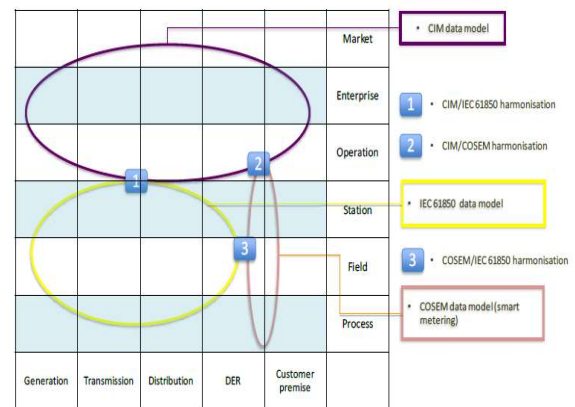 Market
Enterprise
Operation
Station
Field
Process
Generation
Transmission
Distribution
DER
Customer
premise
1
2
3
• CIM data model
1 • CIM/IEC 61850 harmonisation
2 • CIM/COSEM harmonisation
• IEC 61850 data model
3 • COSEM/IEC 61850 harmonisation
• COSEM data model(smart
metering)